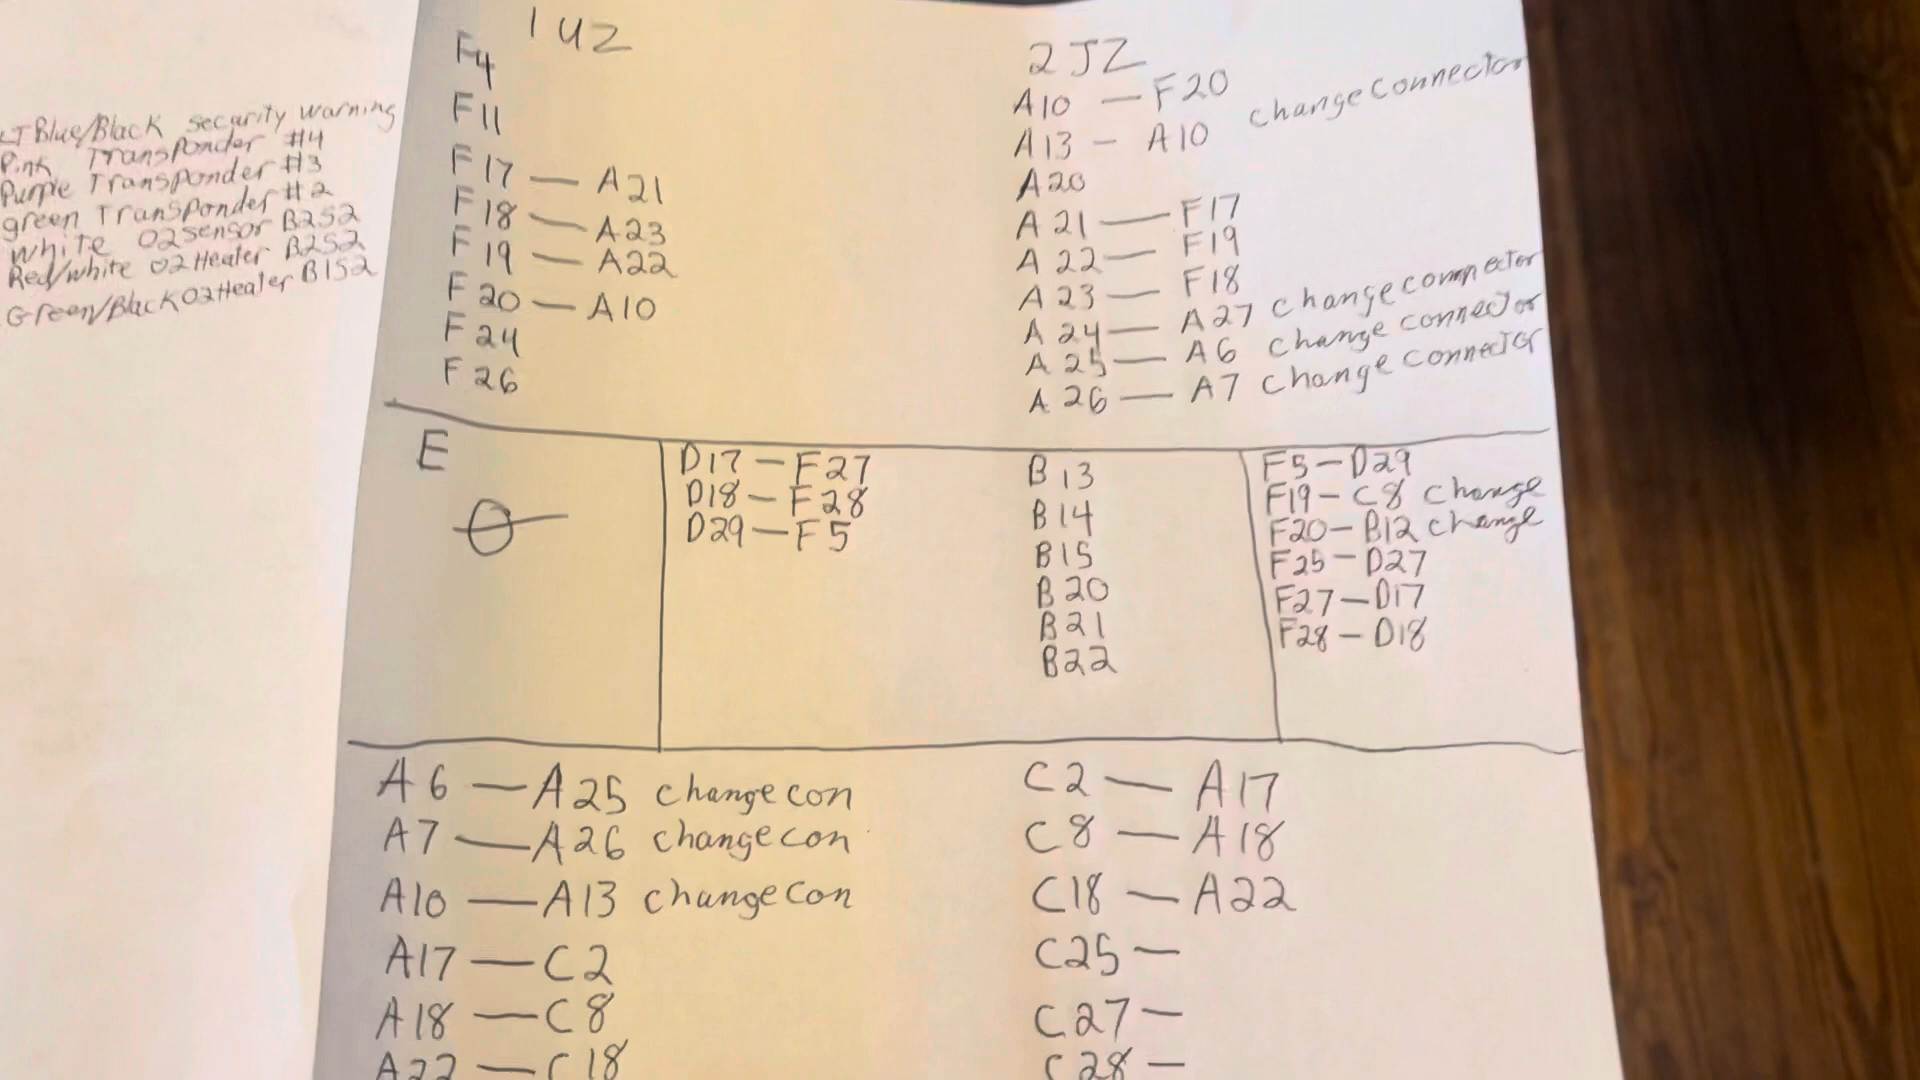 LT Blue/Black security warning
Pink Transponder #4
Purple Transponder #3
green Transponder #2
white O2 sensor B2S2
Red/white O2 Heater B2S2
Green/Black O2 Heater B1S2
1UZ
F4
F11
F17 — A21
F18 — A23
F19 — A22
F20 — A10
F24
F26
2JZ
A10 — F20
A13 — A10 change connector
A20
A21 — F17
A22 — F19
A23 — F18
A24 — A27 change connector
A25 — A6 change connector
A26 — A7 change connector
E
D17 — F27
D18 — F28
D29 — F5
B13
B14
B15
B20
B21
B22
F5 — D29
F19 — C8 change
F20 — B12 change
F25 — D27
F27 — D17
F28 — D18
A6 — A25 change con
A7 — A26 change con
A10 — A13 change con
A17 — C2
A18 — C8
A22 — C18
C2 — A17
C8 — A18
C18 — A22
C25 —
C27 —
C28 —